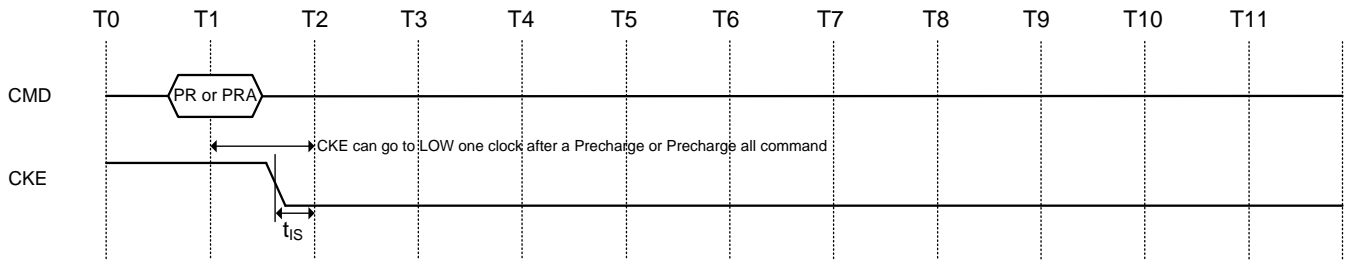 T0 T1 T2 T3 T4 T5 T6 T7 T8 T9 T10 T11
CMD
PR or PRA
CKE can go to LOW one clock after a Precharge or Precharge all command
CKE
tIS